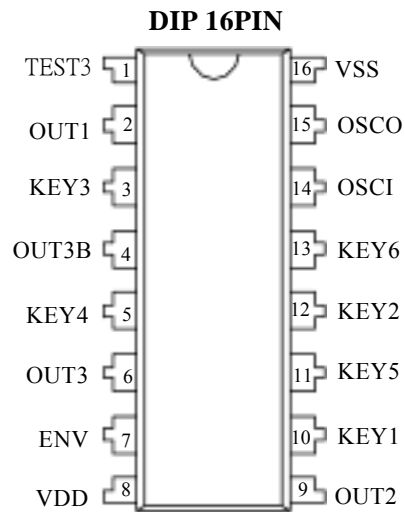 DIP 16PIN
TEST3 1 16 VSS
OUT1 2 15 OSCO
KEY3 3 14 OSCI
OUT3B 4 13 KEY6
KEY4 5 12 KEY2
OUT3 6 11 KEY5
ENV 7 10 KEY1
VDD 8 9 OUT2